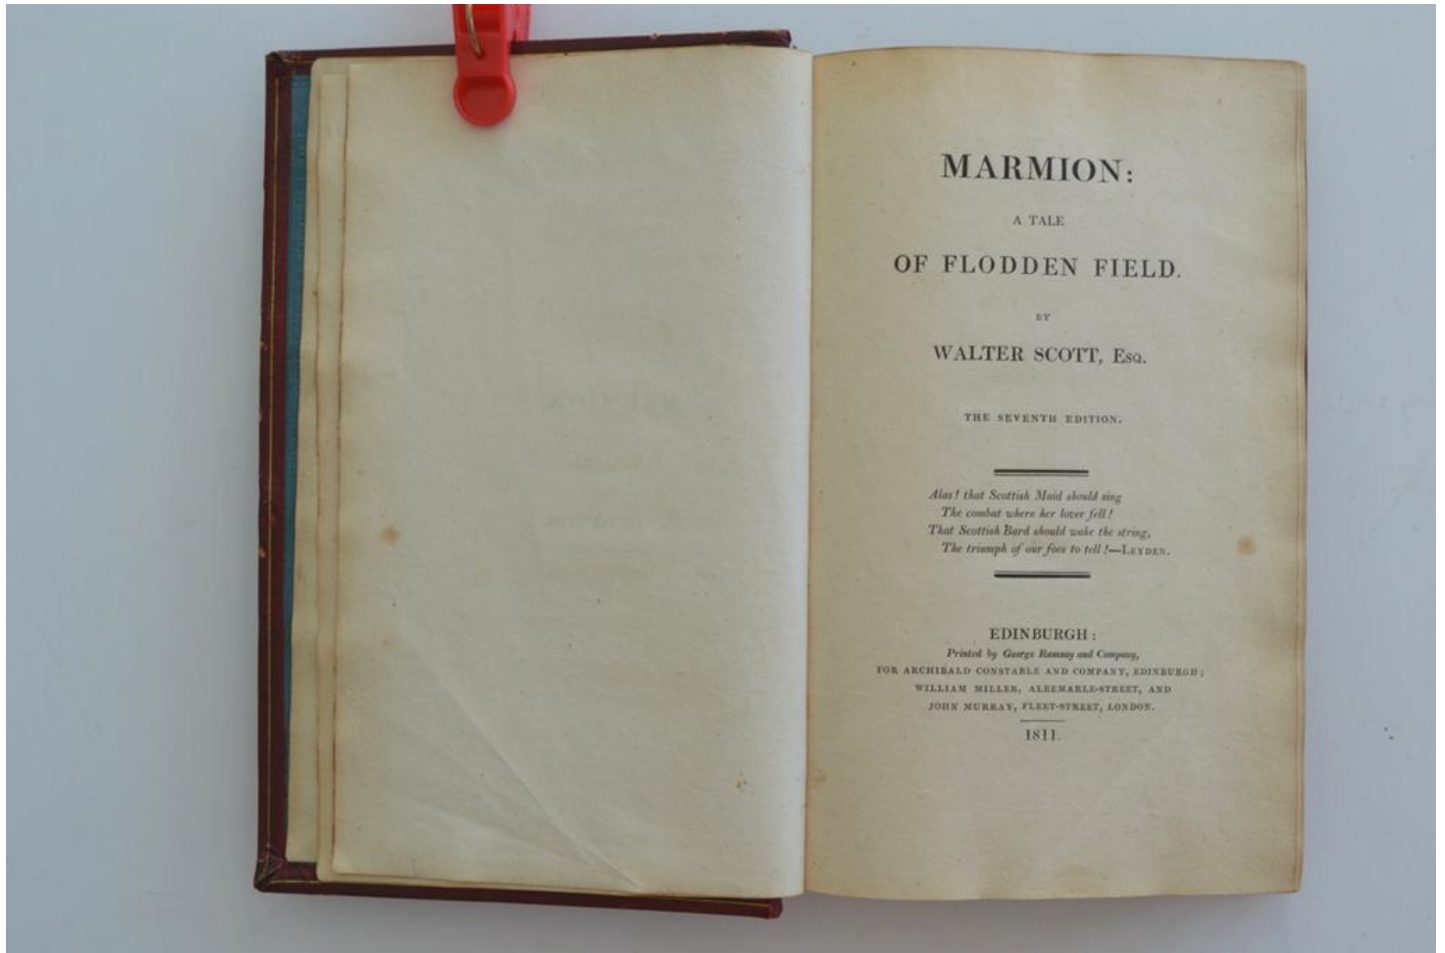 MARMION:
A TALE
OF FLODDEN FIELD.
BY
WALTER SCOTT, Esq.
THE SEVENTH EDITION.
Alas! that Scottish Maid should sing
The combat where her lover fell!
That Scottish Bard should wake the string,
The triumph of our foes to tell!—LEYDEN.
EDINBURGH:
Printed by George Ramsay and Company,
FOR ARCHIBALD CONSTABLE AND COMPANY, EDINBURGH;
WILLIAM MILLER, ALBEMARLE-STREET, AND
JOHN MURRAY, FLEET-STREET, LONDON.
1811.